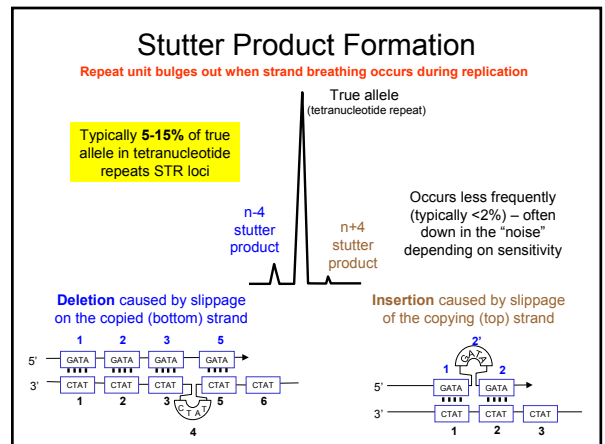 Stutter Product Formation
Repeat unit bulges out when strand breathing occurs during replication
True allele
(tetranucleotide repeat)
Typically 5-15% of true
allele in tetranucleotide
repeats STR loci
Occurs less frequently
(typically <2%) – often
down in the “noise”
depending on sensitivity
n-4
stutter
product
n+4
stutter
product
Deletion caused by slippage
on the copied (bottom) strand
1 2 3 5
5’ GATA GATA GATA GATA
3’ CTAT CTAT CTAT CTAT CTAT
1 2 3 5 6
CTAT
4
Insertion caused by slippage
of the copying (top) strand
2’
GATA
1 2
5’ GATA GATA
3’ CTAT CTAT CTAT
1 2 3